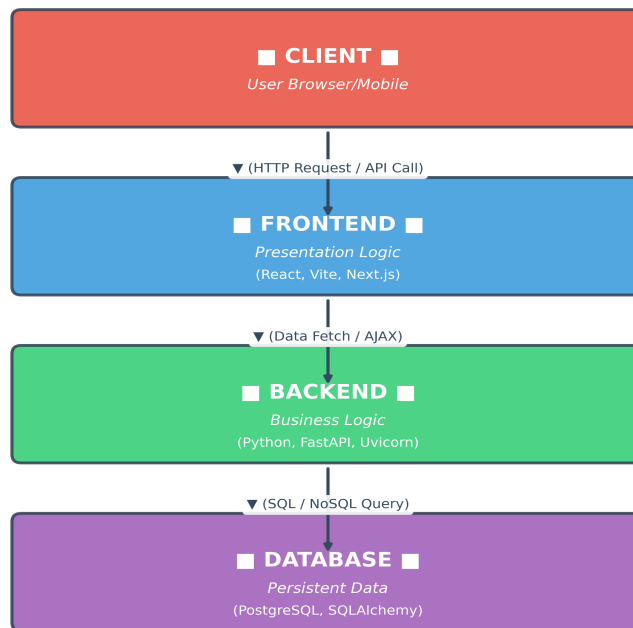 ■ CLIENT ■
User Browser/Mobile
▼ (HTTP Request / API Call)
■ FRONTEND ■
Presentation Logic
(React, Vite, Next.js)
▼ (Data Fetch / AJAX)
■ BACKEND ■
Business Logic
(Python, FastAPI, Uvicorn)
▼ (SQL / NoSQL Query)
■ DATABASE ■
Persistent Data
(PostgreSQL, SQLAlchemy)